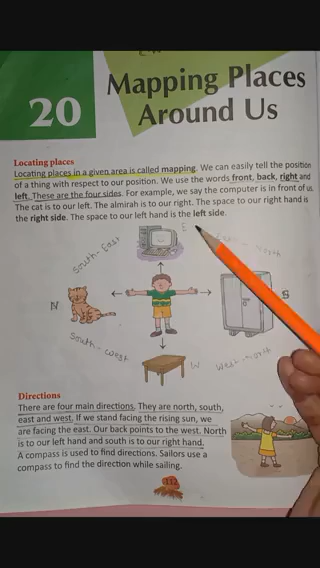 20
Mapping Places
Around Us
Locating places
Locating places in a given area is called mapping. We can easily tell the position
of a thing with respect to our position. We use the words front, back, right and
left. These are the four sides. For example, we say the computer is in front of us.
The cat is to our left. The almirah is to our right. The space to our right hand is
the right side. The space to our left hand is the left side.
E
South-East
North
N
S
South-west
W
West-North
Directions
There are four main directions. They are north, south,
east and west. If we stand facing the rising sun, we
are facing the east. Our back points to the west. North
is to our left hand and south is to our right hand.
A compass is used to find directions. Sailors use a
compass to find the direction while sailing.
112